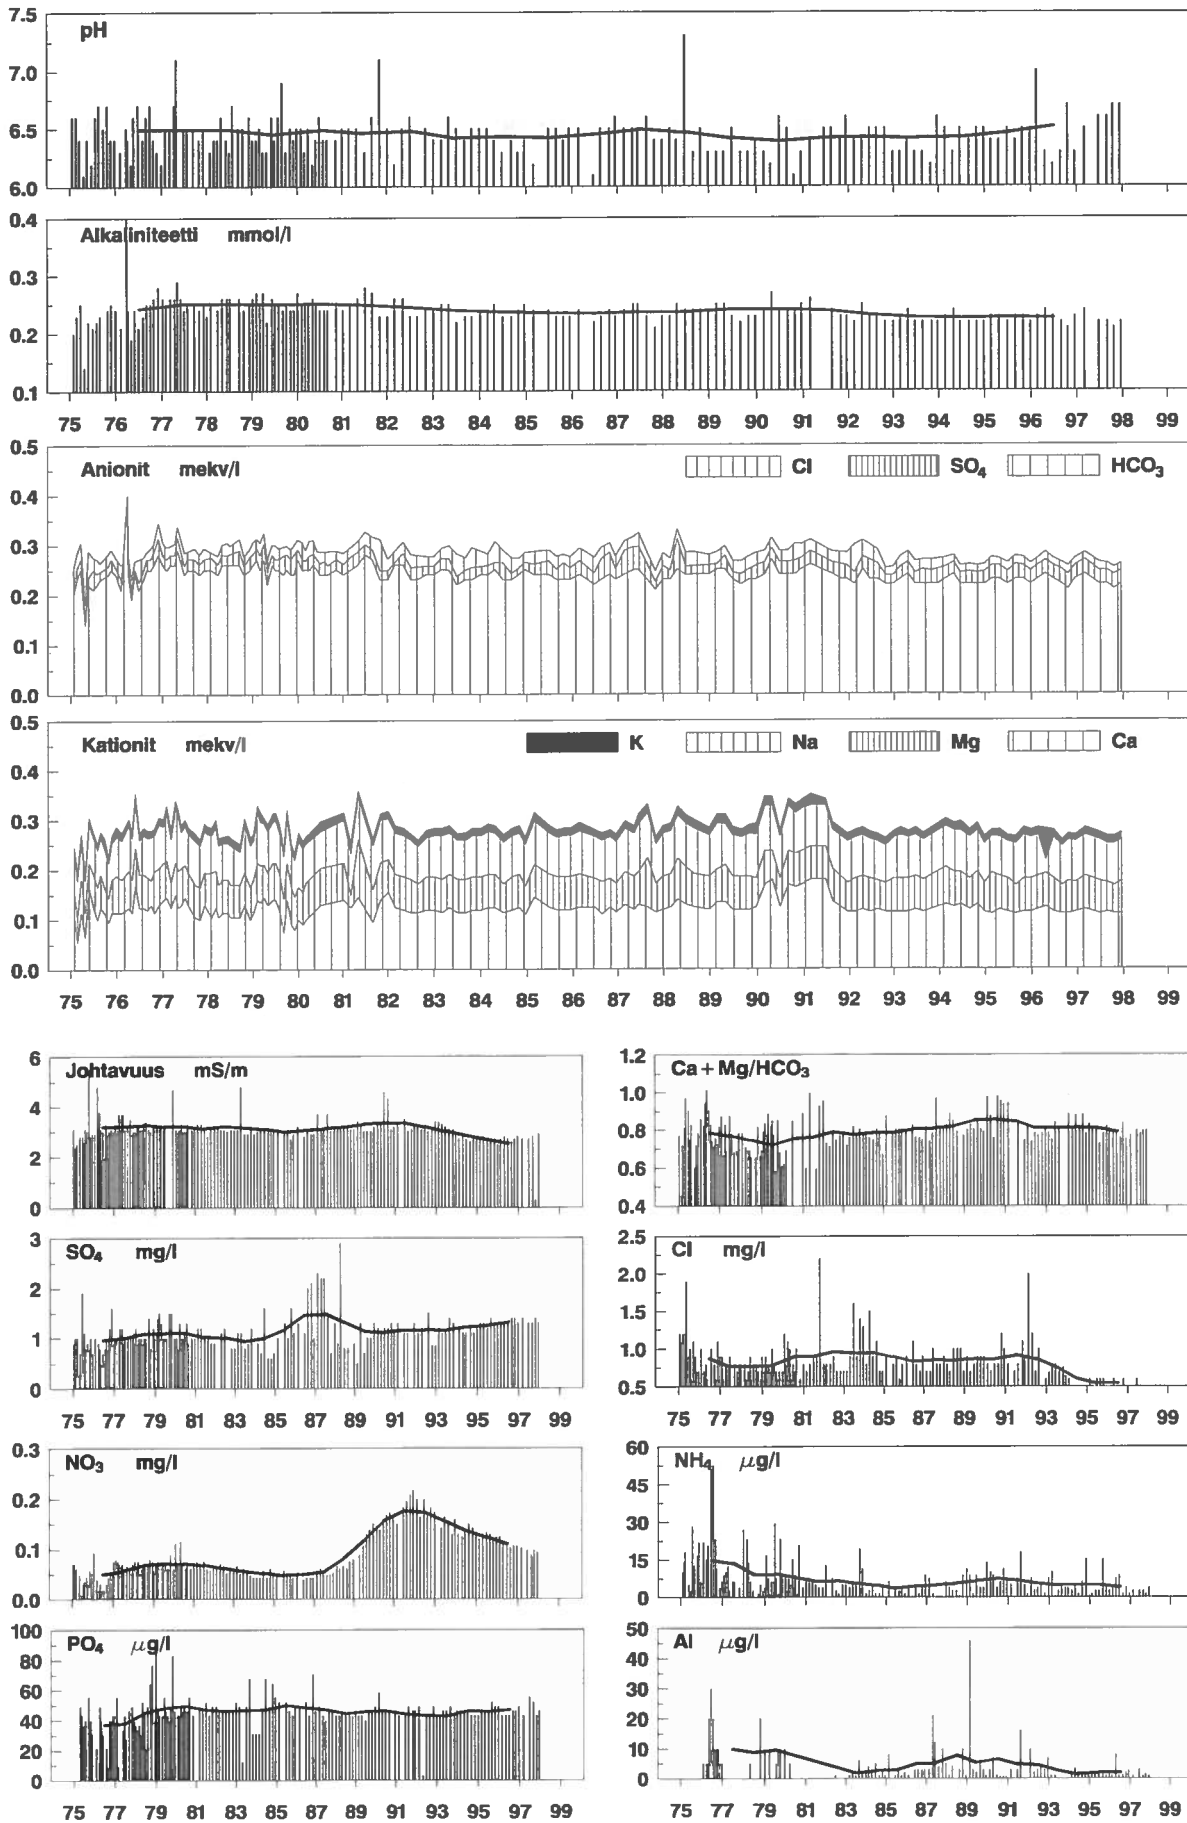 pH
7.5
7.0
6.5
6.0
Alkaliniteetti mmol/l
0.4
0.3
0.2
0.1
75 76 77 78 79 80 81 82 83 84 85 86 87 88 89 90 91 92 93 94 95 96 97 98 99
Anionit mekv/l
Cl SO₄ HCO₃
0.5
0.4
0.3
0.2
0.1
0.0
Kationit mekv/l
K Na Mg Ca
0.5
0.4
0.3
0.2
0.1
0.0
75 76 77 78 79 80 81 82 83 84 85 86 87 88 89 90 91 92 93 94 95 96 97 98 99
Johtavuus mS/m
6
4
2
0
Ca+Mg/HCO₃
1.2
1.0
0.8
0.6
0.4
SO₄ mg/l
3
2
1
0
75 77 79 81 83 85 87 89 91 93 95 97 99
Cl mg/l
2.5
2.0
1.5
1.0
0.5
75 77 79 81 83 85 87 89 91 93 95 97 99
NO₃ mg/l
0.3
0.2
0.1
0.0
NH₄ μg/l
60
45
30
15
0
PO₄ μg/l
100
80
60
40
20
0
75 77 79 81 83 85 87 89 91 93 95 97 99
Al μg/l
50
40
30
20
10
0
75 77 79 81 83 85 87 89 91 93 95 97 99